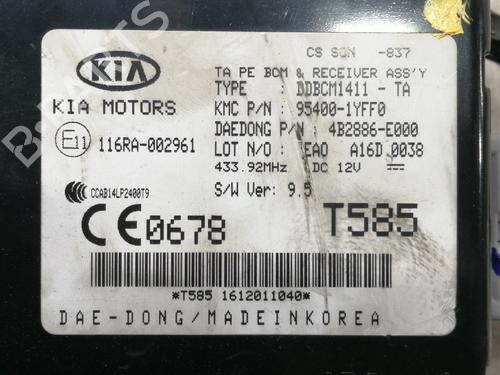 CS SON -837
KIA
TA PE BCM & RECEIVER ASS'Y
TYPE : DDBCM1411 - TA
KIA MOTORS
KMC P/N : 95400-1YFF0
E11 116RA-002961
DAEDONG P/N : 4B2886-E000
LOT N/O : EAO A16D 0038
433.92MHz DC 12V
CCAB14LP2400T9
S/W Ver: 9.5
CE0678
T585
*T585 1612011040*
DAE-DONG/MADEINKOREA